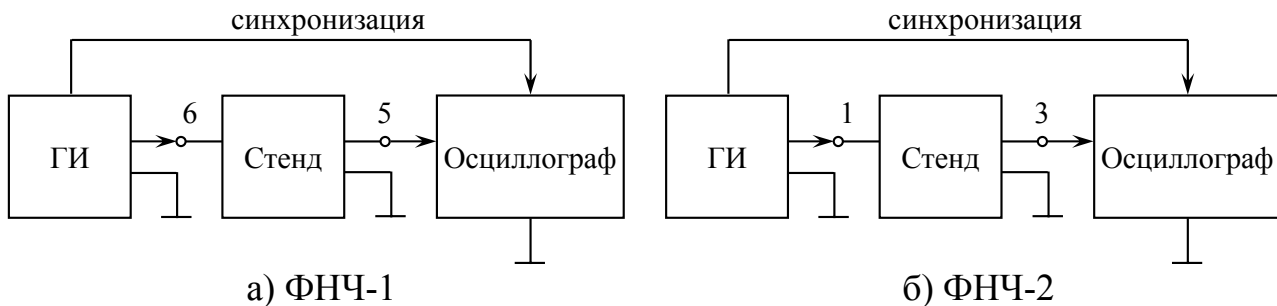 синхронизация
6
5
ГИ
Стенд
Осциллограф
а) ФНЧ-1
синхронизация
1
3
ГИ
Стенд
Осциллограф
б) ФНЧ-2